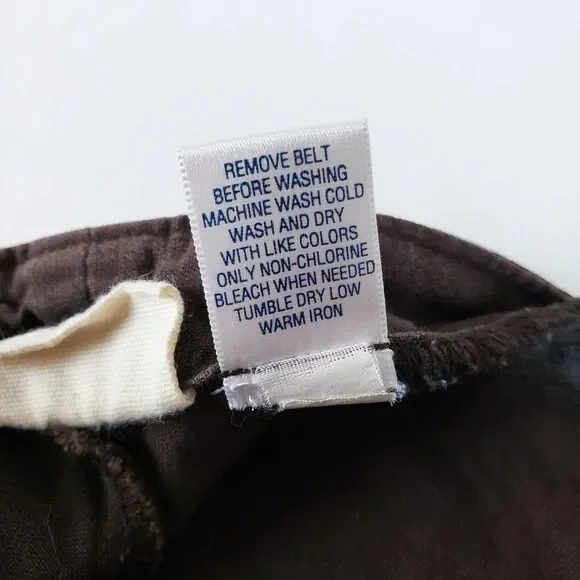 REMOVE BELT
BEFORE WASHING
MACHINE WASH COLD
WASH AND DRY
WITH LIKE COLORS
ONLY NON-CHLORINE
BLEACH WHEN NEEDED
TUMBLE DRY LOW
WARM IRON